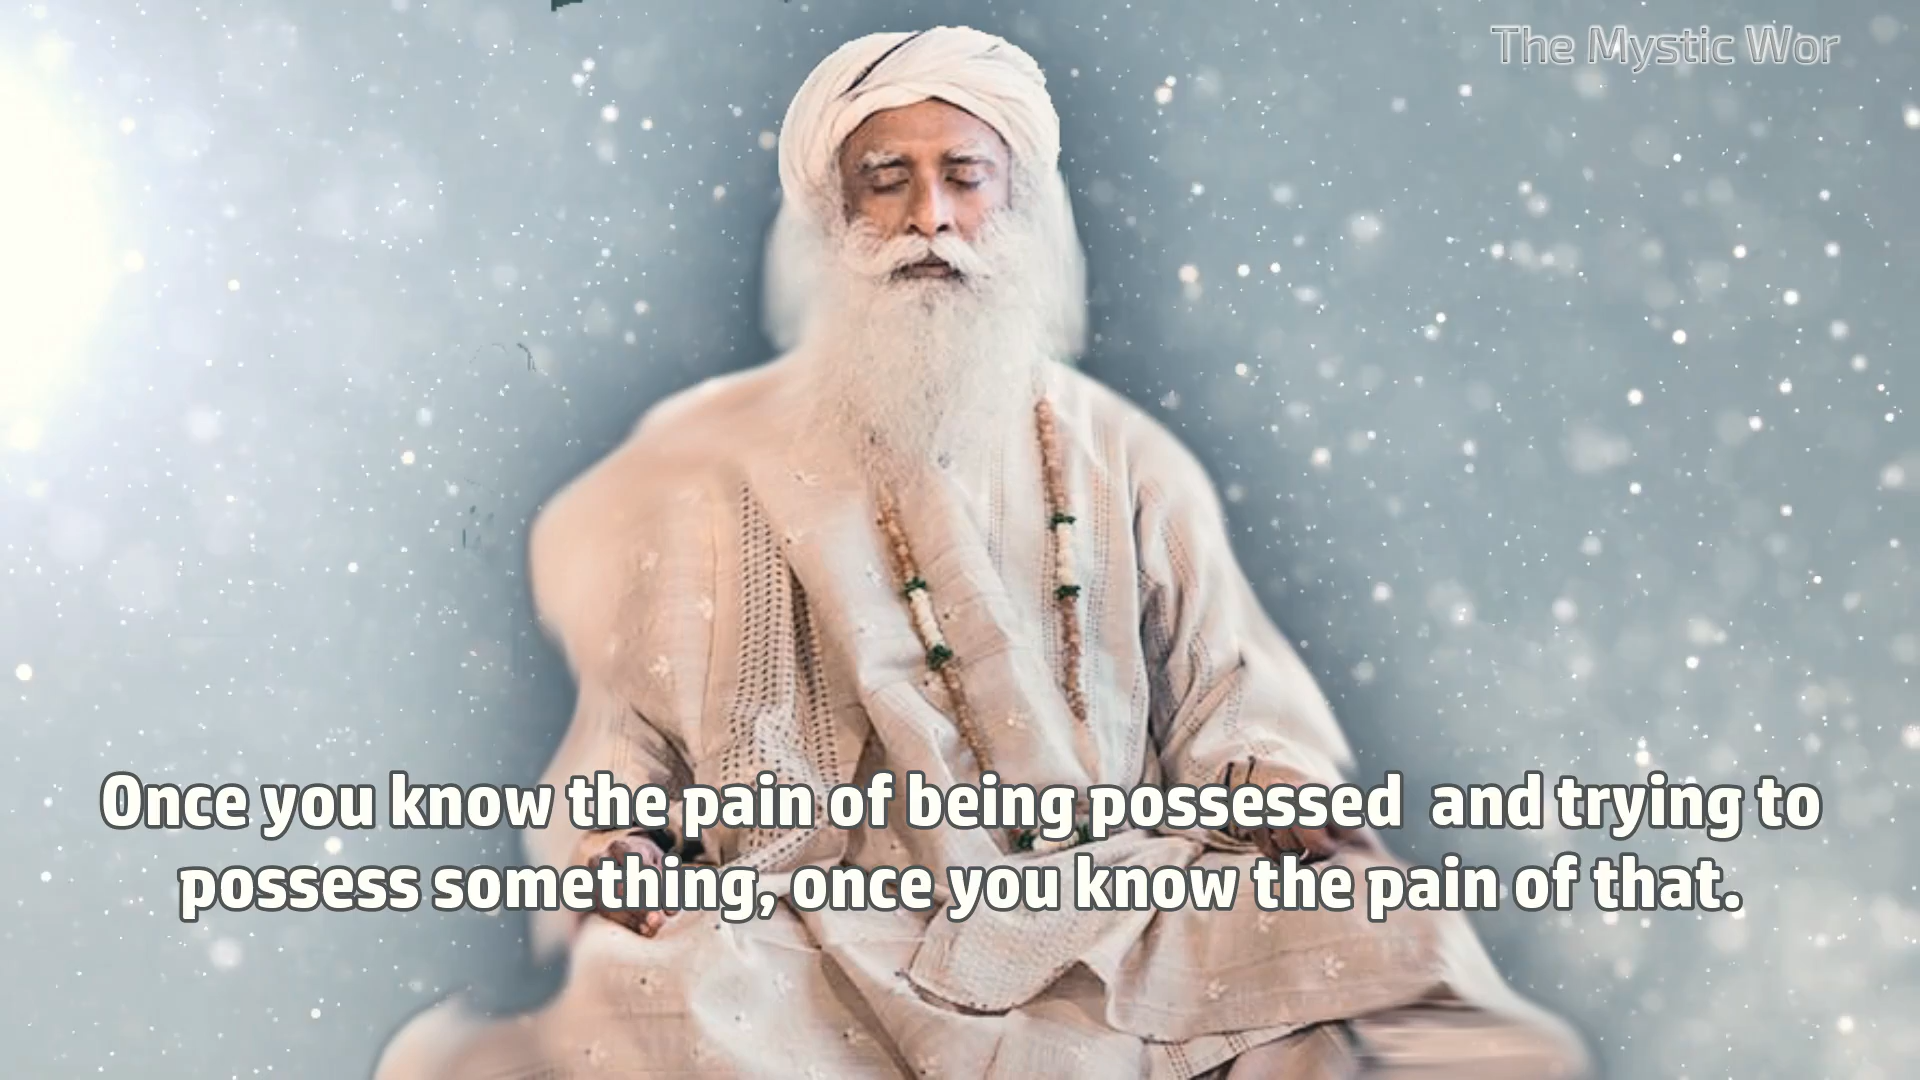 The Mystic Wor
Once you know the pain of being possessed and trying to
possess something, once you know the pain of that.